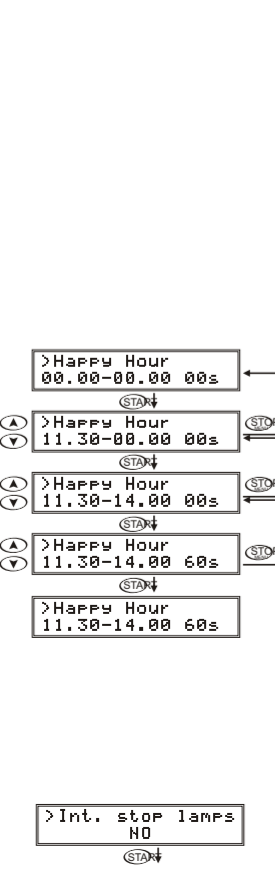 >Happy Hour
00.00-00.00 00s
START
>Happy Hour
11.30-00.00 00s
STOP
START
>Happy Hour
11.30-14.00 00s
STOP
START
>Happy Hour
11.30-14.00 60s
STOP
START
>Happy Hour
11.30-14.00 60s
>Int. stop lamps
NO
START